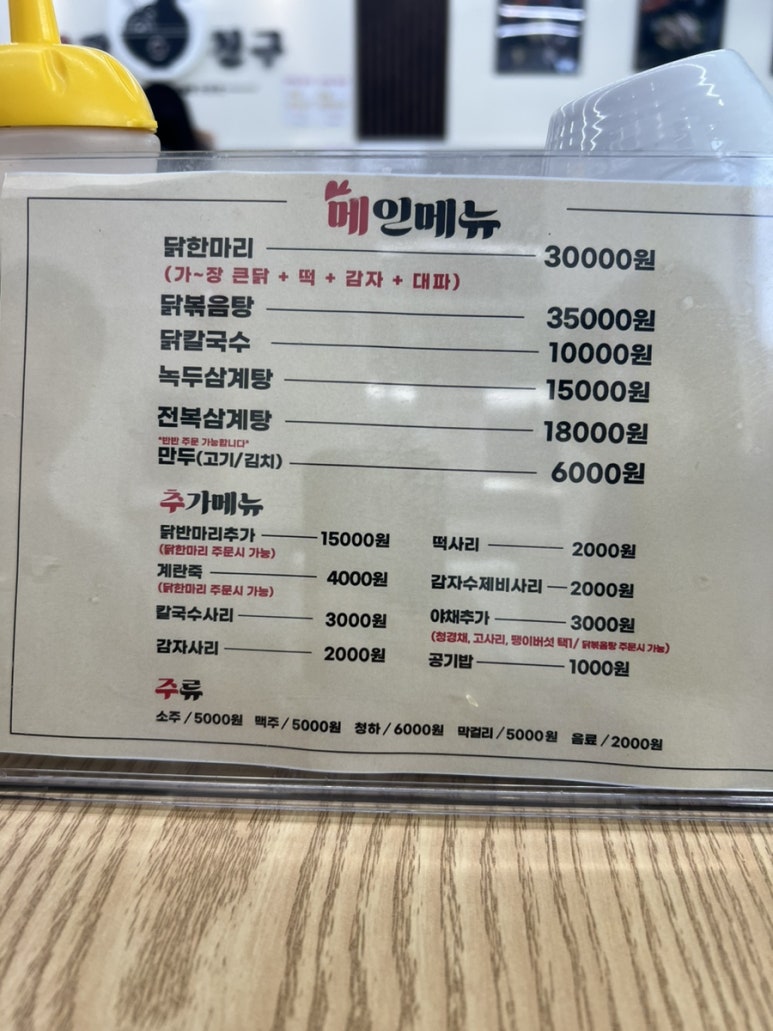 친구
메인메뉴
닭한마리 30000원
(가~장 큰닭 + 떡 + 감자 + 대파)
닭볶음탕 35000원
닭칼국수 10000원
녹두삼계탕 15000원
전복삼계탕 18000원
*반반 주문 가능합니다*
만두(고기/김치) 6000원
추가메뉴
닭반마리추가 15000원
(닭한마리 주문시 가능)
계란죽 4000원
(닭한마리 주문시 가능)
칼국수사리 3000원
감자사리 2000원
떡사리 2000원
감자수제비사리 2000원
야채추가 3000원
(청경채, 고사리, 팽이버섯 택1/ 닭볶음탕 주문시 가능)
공기밥 1000원
주류
소주/5000원 맥주/5000원 청하/6000원 막걸리/5000원 음료/2000원